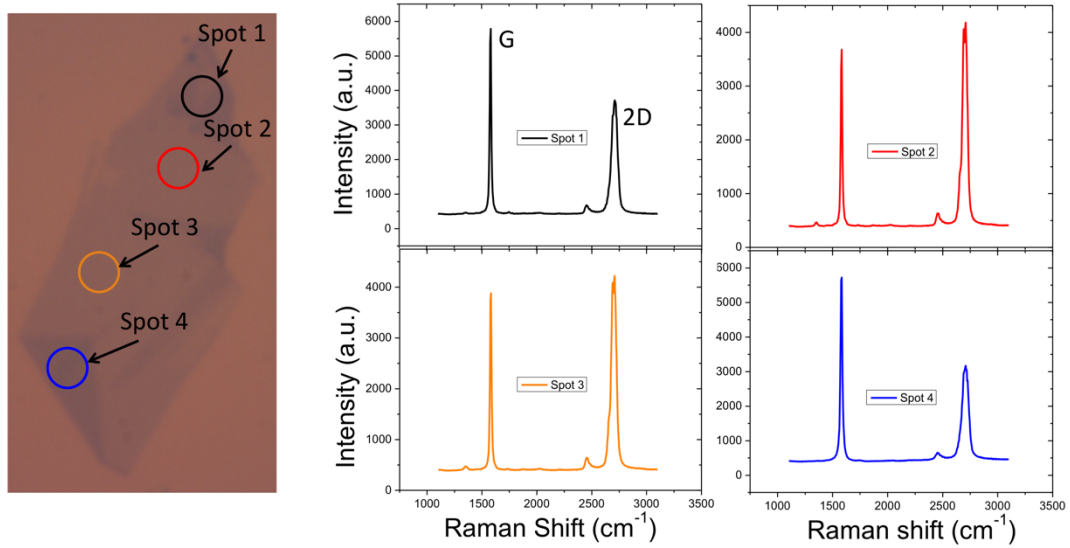 Spot 1
Spot 2
Spot 3
Spot 4
Intensity (a.u.)
6000
5000
4000
3000
2000
1000
0
G
2D
Spot 1
4000
3000
2000
1000
0
Spot 2
Intensity (a.u.)
4000
3000
2000
1000
0
Spot 3
1000 1500 2000 2500 3000 3500
Raman Shift (cm⁻¹)
5000
4000
3000
2000
1000
0
Spot 4
1000 1500 2000 2500 3000 3500
Raman shift (cm⁻¹)